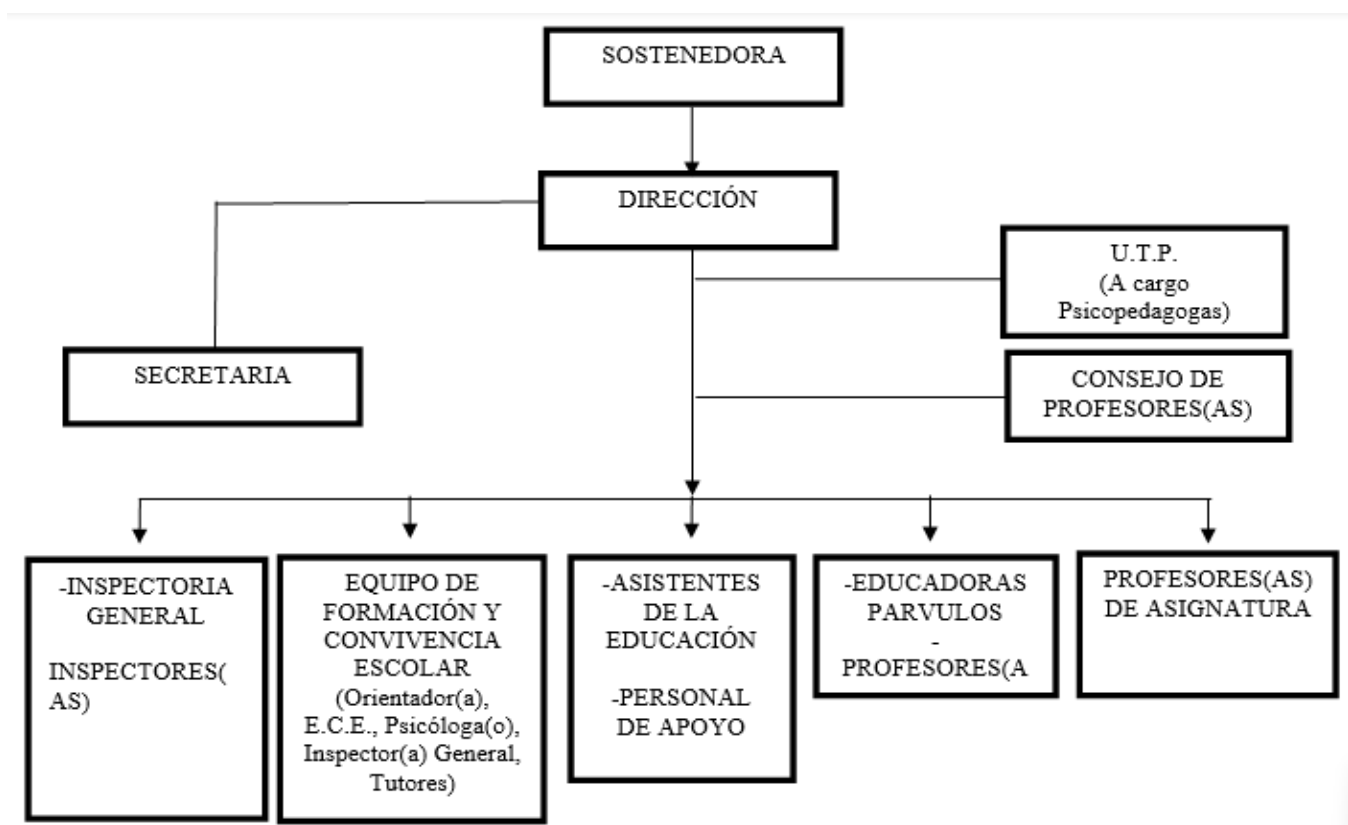 SOSTENEDORA
DIRECCIÓN
U.T.P.
(A cargo
Psicopedagogas)
SECRETARIA
CONSEJO DE
PROFESORES(AS)
-INSPECTORIA
GENERAL
INSPECTORES(
AS)
EQUIPO DE
FORMACIÓN Y
CONVIVENCIA
ESCOLAR
(Orientador(a),
E.C.E., Psicóloga(o),
Inspector(a) General,
Tutores)
-ASISTENTES
DE LA
EDUCACIÓN
-PERSONAL
DE APOYO
-EDUCADORAS
PARVULOS
-
PROFESORES(A
PROFESORES(AS)
DE ASIGNATURA